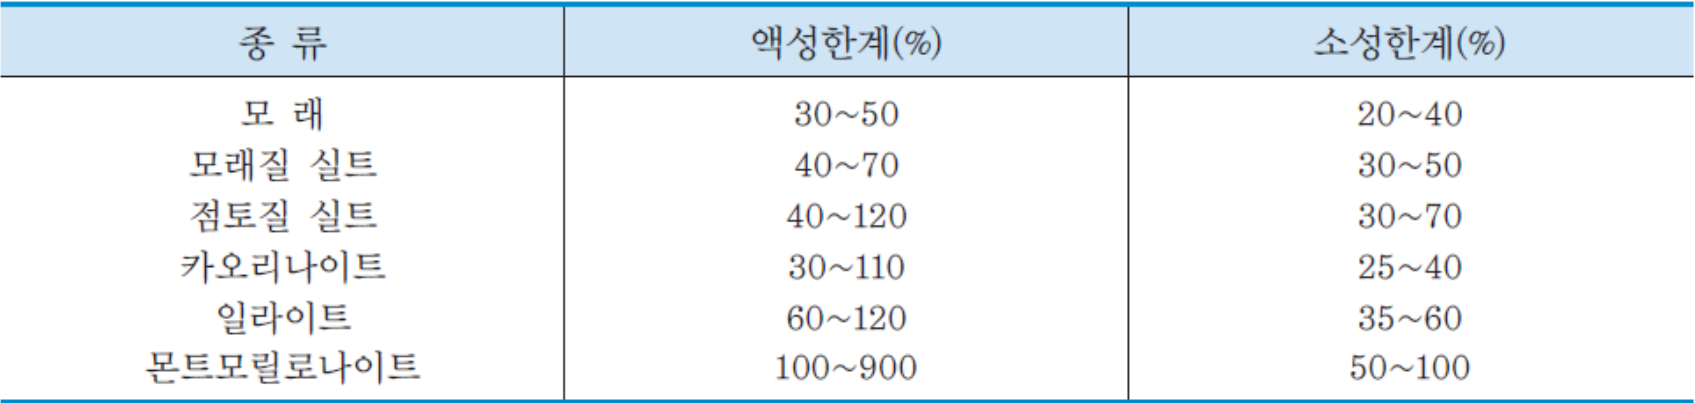 종 류 액성한계(%) 소성한계(%)
모 래 30~50 20~40
모래질 실트 40~70 30~50
점토질 실트 40~120 30~70
카오리나이트 30~110 25~40
일라이트 60~120 35~60
몬트모릴로나이트 100~900 50~100